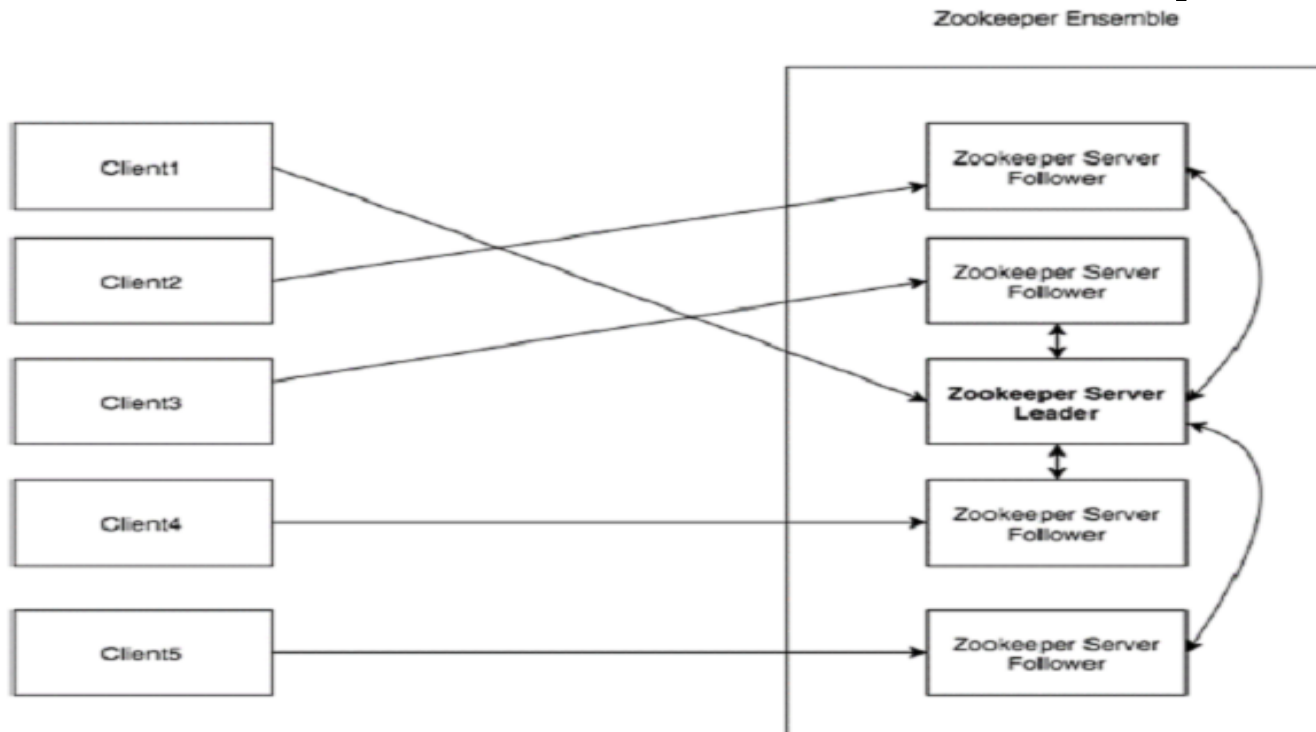 Zookeeper Ensemble
Client1
Zookeeper Server
Follower
Client2
Zookeeper Server
Follower
Client3
Zookeeper Server
Leader
Client4
Zookeeper Server
Follower
Client5
Zookeeper Server
Follower